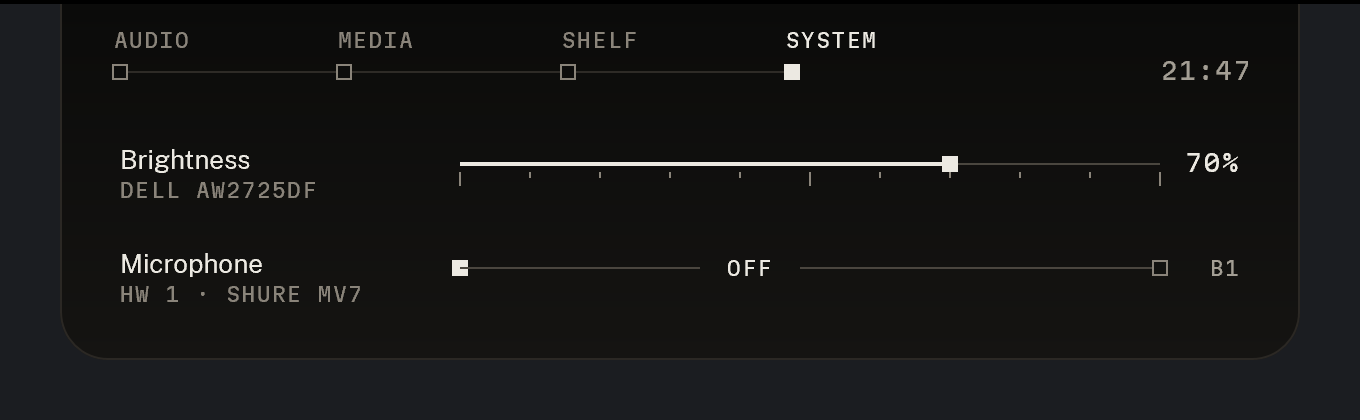 AUDIO MEDIA SHELF SYSTEM
21:47
Brightness
70%
DELL AW2725DF
Microphone
OFF B1
HW 1 · SHURE MV7